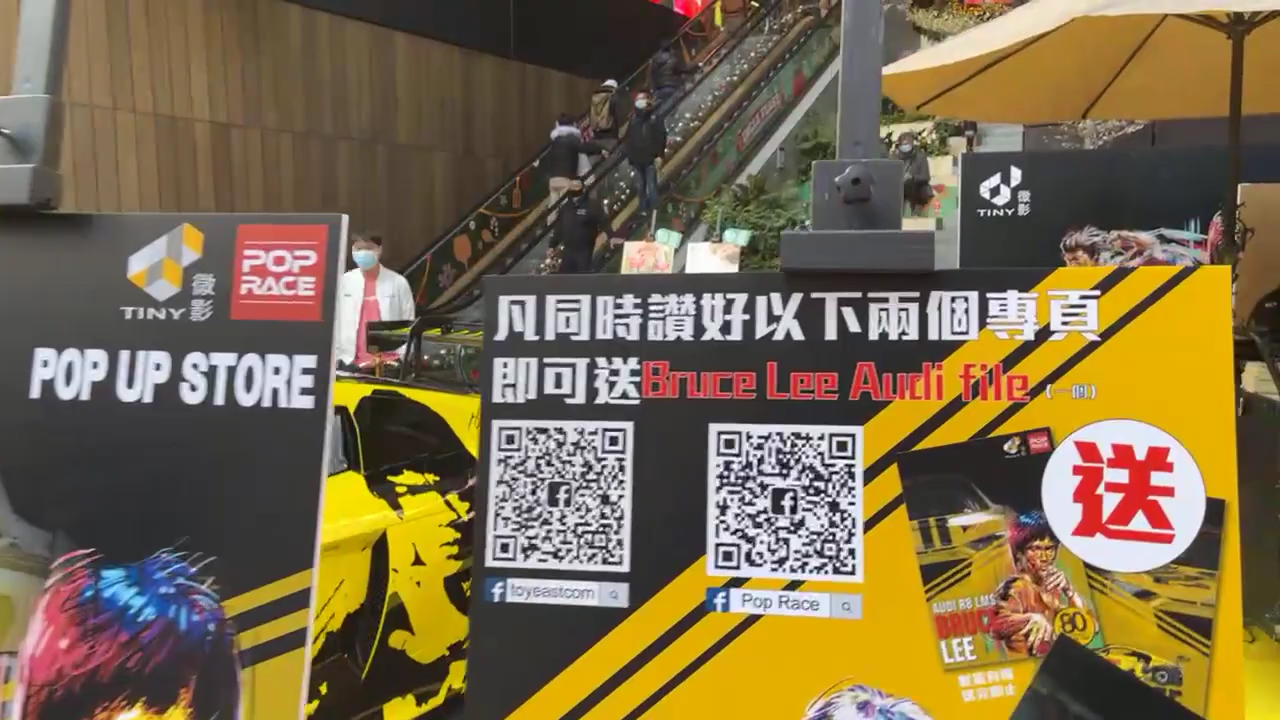 TINY 微影
POP RACE
POP UP STORE
TINY 微影
凡同時讚好以下兩個專頁
即可送Bruce Lee Audi file (一個)
toyeastcom
Pop Race
送
AUDI R8 LMS
BRUCE
LEE
80